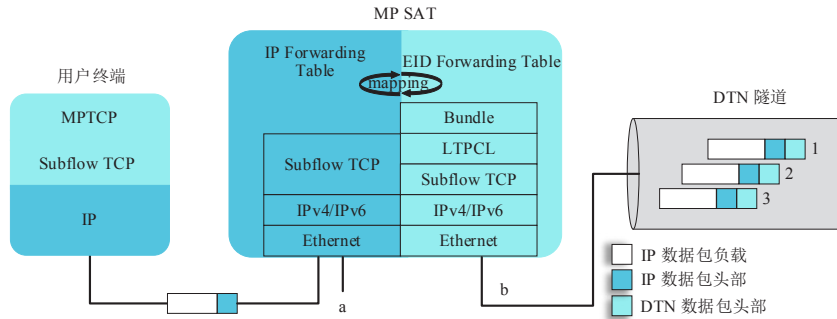 MP SAT
用户终端
MPTCP
Subflow TCP
IP
IP Forwarding
Table
EID Forwarding Table
mapping
Subflow TCP
IPv4/IPv6
Ethernet
Bundle
LTPCL
Subflow TCP
IPv4/IPv6
Ethernet
a
b
DTN 隧道
1
2
3
IP 数据包负载
IP 数据包头部
DTN 数据包头部